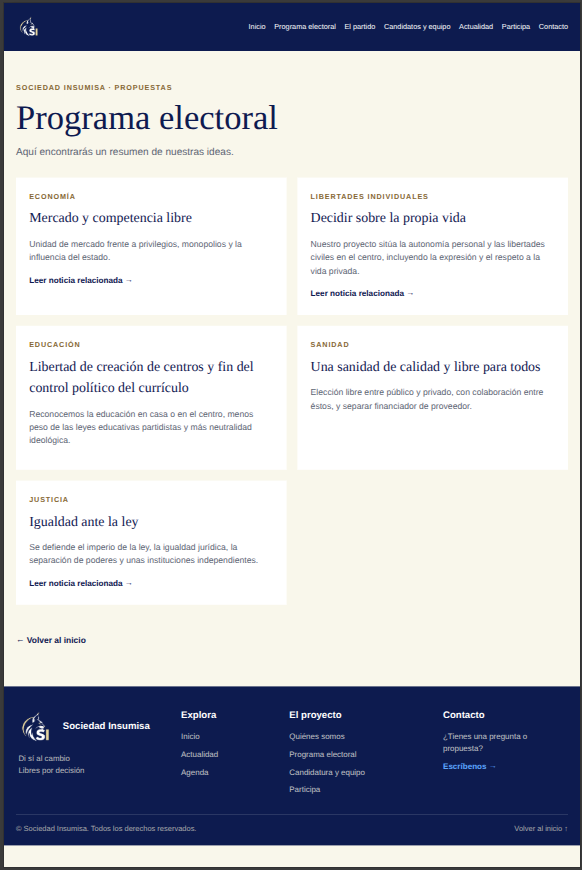 SI
Inicio Programa electoral El partido Candidatos y equipo Actualidad Participa Contacto
SOCIEDAD INSUMISA · PROPUESTAS
Programa electoral
Aquí encontrarás un resumen de nuestras ideas.
ECONOMÍA
Mercado y competencia libre
Unidad de mercado frente a privilegios, monopolios y la
influencia del estado.
Leer noticia relacionada →
LIBERTADES INDIVIDUALES
Decidir sobre la propia vida
Nuestro proyecto sitúa la autonomía personal y las libertades
civiles en el centro, incluyendo la expresión y el respeto a la
vida privada.
Leer noticia relacionada →
EDUCACIÓN
Libertad de creación de centros y fin del
control político del currículo
Reconocemos la educación en casa o en el centro, menos
peso de las leyes educativas partidistas y más neutralidad
ideológica.
SANIDAD
Una sanidad de calidad y libre para todos
Elección libre entre público y privado, con colaboración entre
éstos, y separar financiador de proveedor.
JUSTICIA
Igualdad ante la ley
Se defiende el imperio de la ley, la igualdad jurídica, la
separación de poderes y unas instituciones independientes.
Leer noticia relacionada →
← Volver al inicio
SI
Sociedad Insumisa
Di sí al cambio
Libres por decisión
Explora
Inicio
Actualidad
Agenda
El proyecto
Quiénes somos
Programa electoral
Candidatura y equipo
Participa
Contacto
¿Tienes una pregunta o
propuesta?
Escríbenos →
© Sociedad Insumisa. Todos los derechos reservados.
Volver al inicio ↑